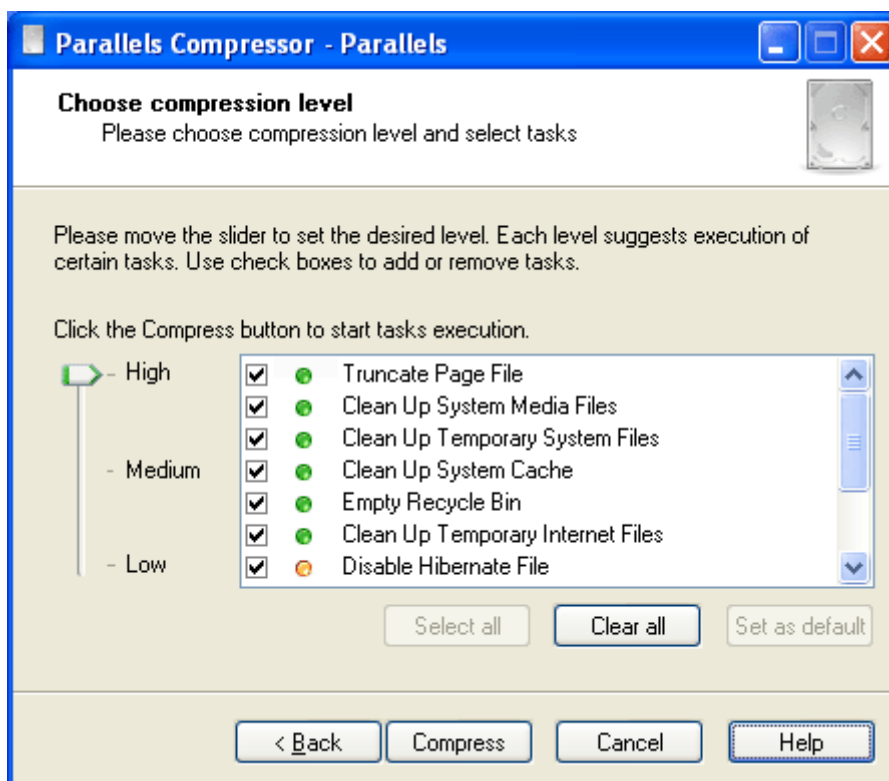 Parallels Compressor - Parallels
Choose compression level
Please choose compression level and select tasks
Please move the slider to set the desired level. Each level suggests execution of
certain tasks. Use check boxes to add or remove tasks.
Click the Compress button to start tasks execution.
- High
- Medium
- Low
Truncate Page File
Clean Up System Media Files
Clean Up Temporary System Files
Clean Up System Cache
Empty Recycle Bin
Clean Up Temporary Internet Files
Disable Hibernate File
Select all Clear all Set as default
< Back Compress Cancel Help